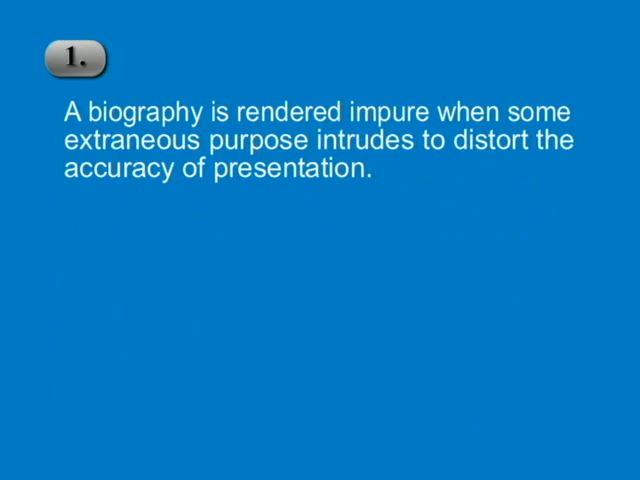 1.
A biography is rendered impure when some
extraneous purpose intrudes to distort the
accuracy of presentation.